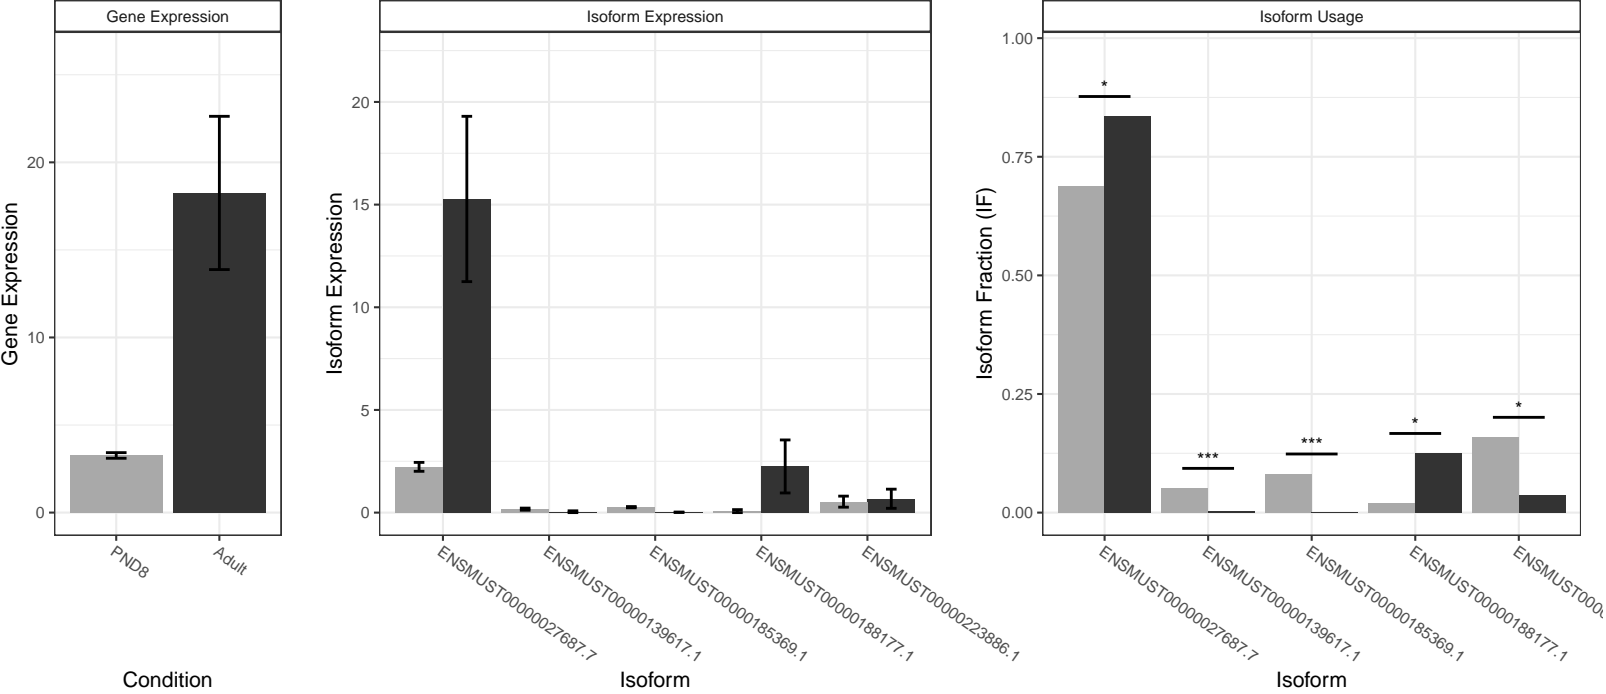 Gene Expression
Isoform Expression
Isoform Usage
Gene Expression
20
10
0
PND8
Adult
Condition
Isoform Expression
20
15
10
5
0
ENSMUST00000027687.7
ENSMUST00000139617.1
ENSMUST00000185369.1
ENSMUST00000188177.1
ENSMUST00000223886.1
Isoform
Isoform Fraction (IF)
1.00
0.75
0.50
0.25
0.00
*
***
***
*
*
ENSMUST00000027687.7
ENSMUST00000139617.1
ENSMUST00000185369.1
ENSMUST00000188177.1
Isoform